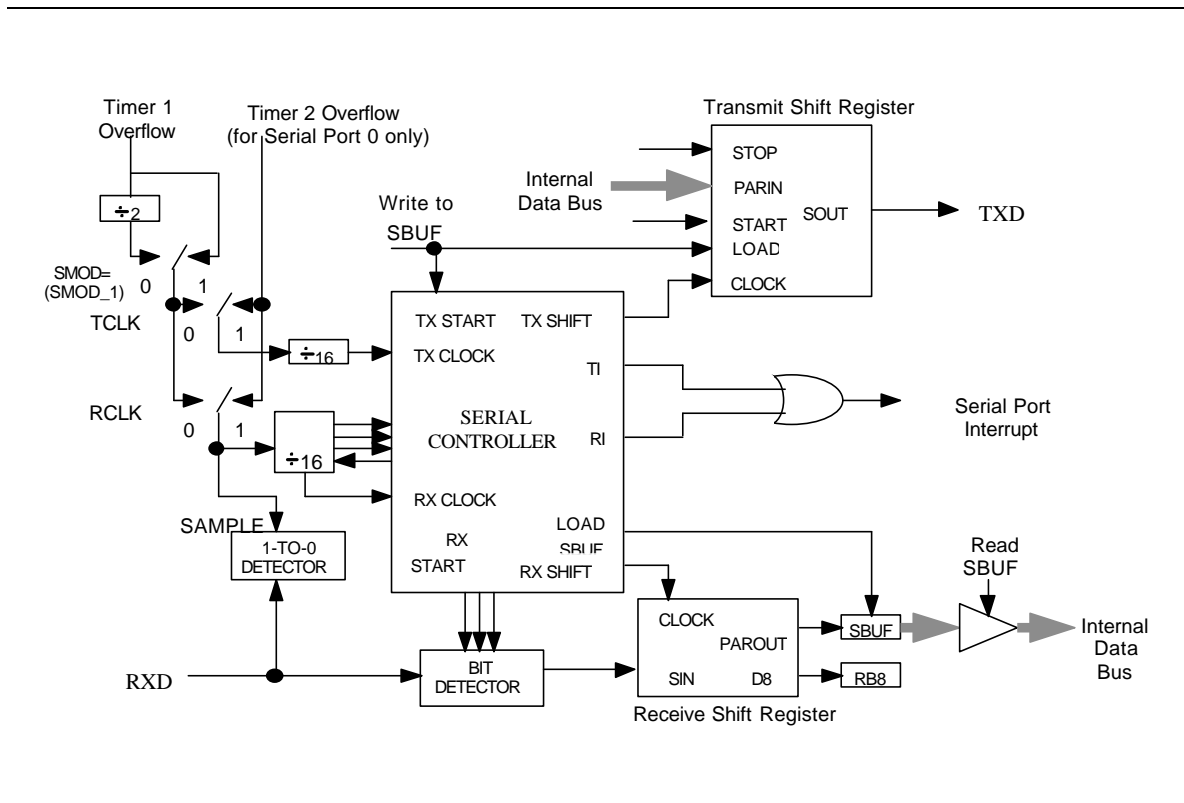 Timer 1
Overflow
Timer 2 Overflow
(for Serial Port 0 only)
Transmit Shift Register
STOP
Internal
Data Bus
PARIN
÷2
Write to
SBUF
START
SOUT
TXD
LOAD
CLOCK
SMOD=
(SMOD_1)
0
1
TCLK
0
1
÷16
TX START
TX SHIFT
TX CLOCK
TI
RCLK
0
1
SERIAL
CONTROLLER
RI
Serial Port
Interrupt
÷16
RX CLOCK
SAMPLE
1-TO-0
DETECTOR
RX
START
LOAD
SBUF
RX SHIFT
Read
SBUF
CLOCK
PAROUT
SBUF
Internal
Data
Bus
RXD
BIT
DETECTOR
SIN
D8
RB8
Receive Shift Register